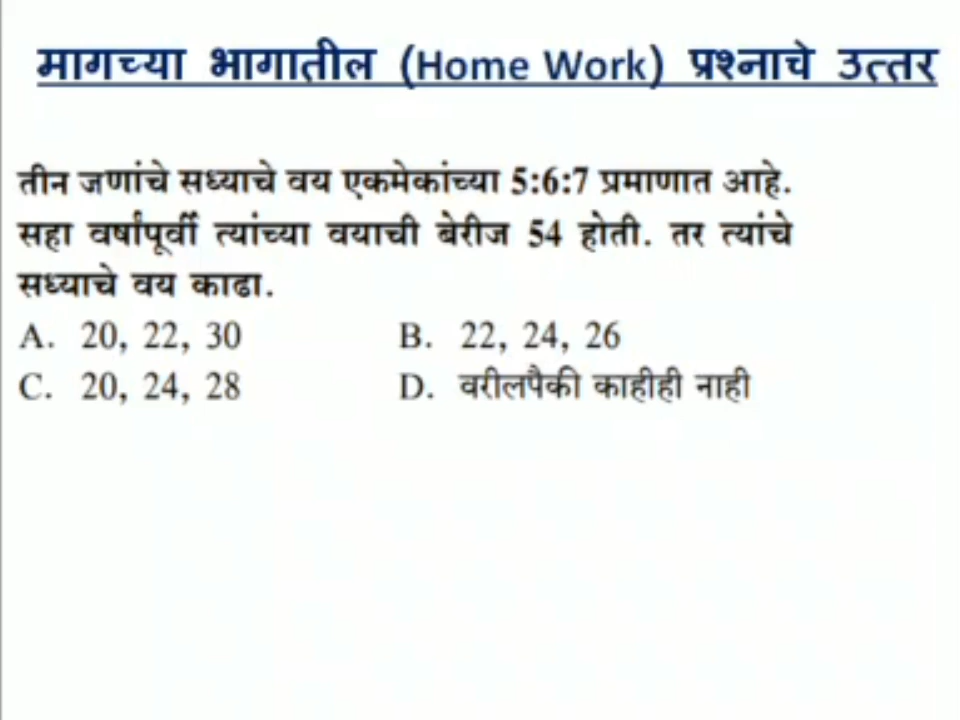 मागच्या भागातील (Home Work) प्रश्नाचे उत्तर
तीन जणांचे सध्याचे वय एकमेकांच्या 5:6:7 प्रमाणात आहे.
सहा वर्षांपूर्वी त्यांच्या वयाची बेरीज 54 होती. तर त्यांचे
सध्याचे वय काढा.
A. 20, 22, 30 B. 22, 24, 26
C. 20, 24, 28 D. वरीलपैकी काहीही नाही